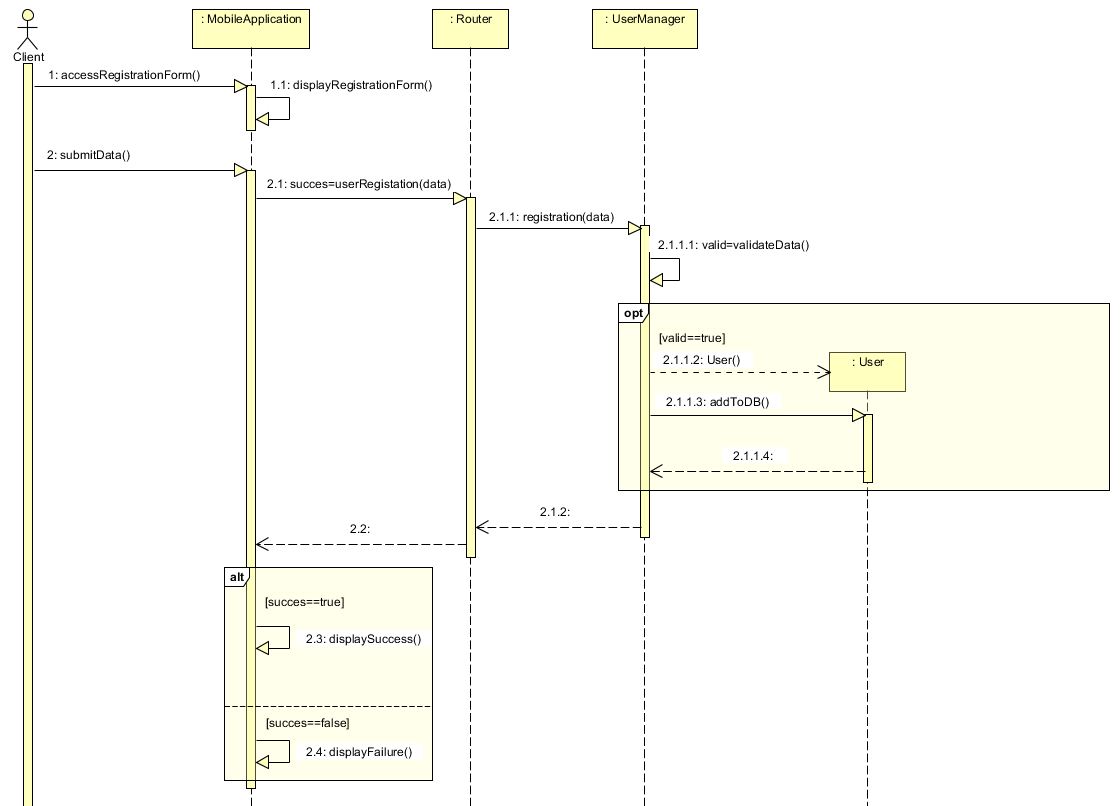 : MobileApplication
: Router
: UserManager
Client
1: accessRegistrationForm()
1.1: displayRegistrationForm()
2: submitData()
2.1: succes=userRegistation(data)
2.1.1: registration(data)
2.1.1.1: valid=validateData()
opt
[valid==true]
2.1.1.2: User()
: User
2.1.1.3: addToDB()
2.1.1.4:
2.1.2:
2.2:
alt
[succes==true]
2.3: displaySuccess()
[succes==false]
2.4: displayFailure()